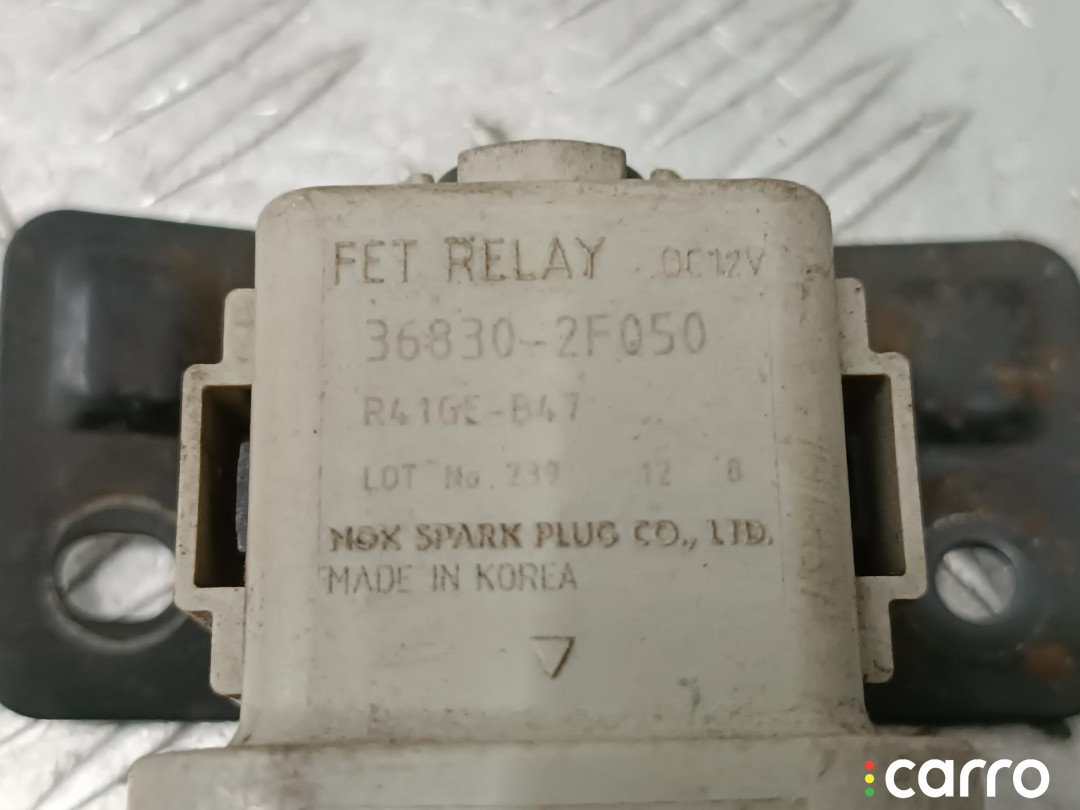 FET RELAY DC12V
36830-2F050
R41GE-B47
LOT No. 239 12 8
NGK SPARK PLUG CO., LTD.
MADE IN KOREA
carro